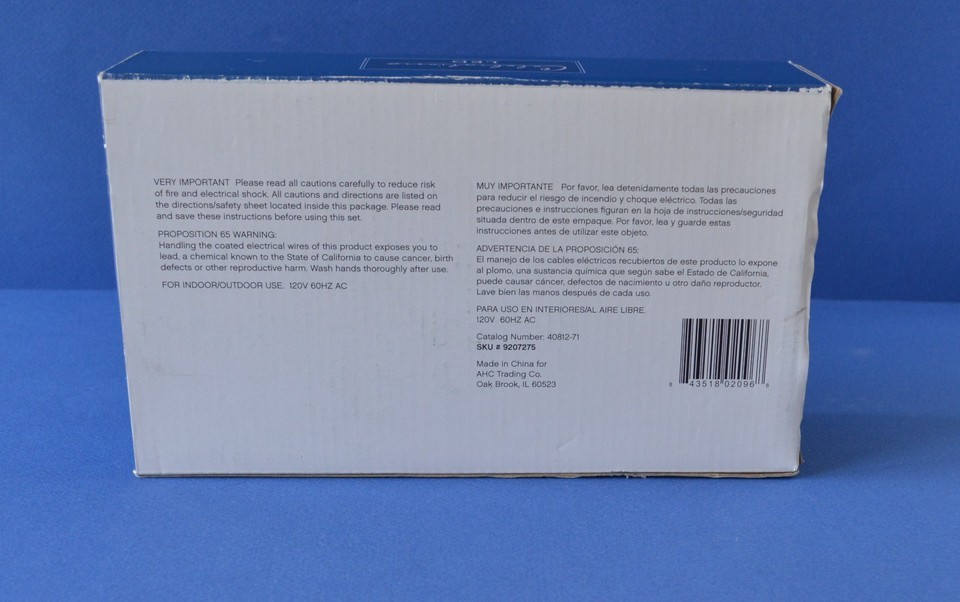 VERY IMPORTANT Please read all cautions carefully to reduce risk
of fire and electrical shock. All cautions and directions are listed on
the directions/safety sheet located inside this package. Please read
and save these instructions before using this set.
PROPOSITION 65 WARNING:
Handling the coated electrical wires of this product exposes you to
lead, a chemical known to the State of California to cause cancer, birth
defects or other reproductive harm. Wash hands thoroughly after use.
FOR INDOOR/OUTDOOR USE. 120V 60HZ AC
MUY IMPORTANTE Por favor, lea detenidamente todas las precauciones
para reducir el riesgo de incendio y choque eléctrico. Todas las
precauciones e instrucciones figuran en la hoja de instrucciones/seguridad
situada dentro de este empaque. Por favor, lea y guarde estas
instrucciones antes de utilizar este objeto.
ADVERTENCIA DE LA PROPOSICIÓN 65:
El manejo de los cables eléctricos recubiertos de este producto lo expone
al plomo, una sustancia química que según sabe el Estado de California,
puede causar cáncer, defectos de nacimiento u otro daño reproductor.
Lave bien las manos después de cada uso.
PARA USO EN INTERIORES/AL AIRE LIBRE.
120V 60HZ AC
Catalog Number: 40812-71
SKU # 9207275
Made in China for
AHC Trading Co.
Oak Brook, IL 60523
43518 02096